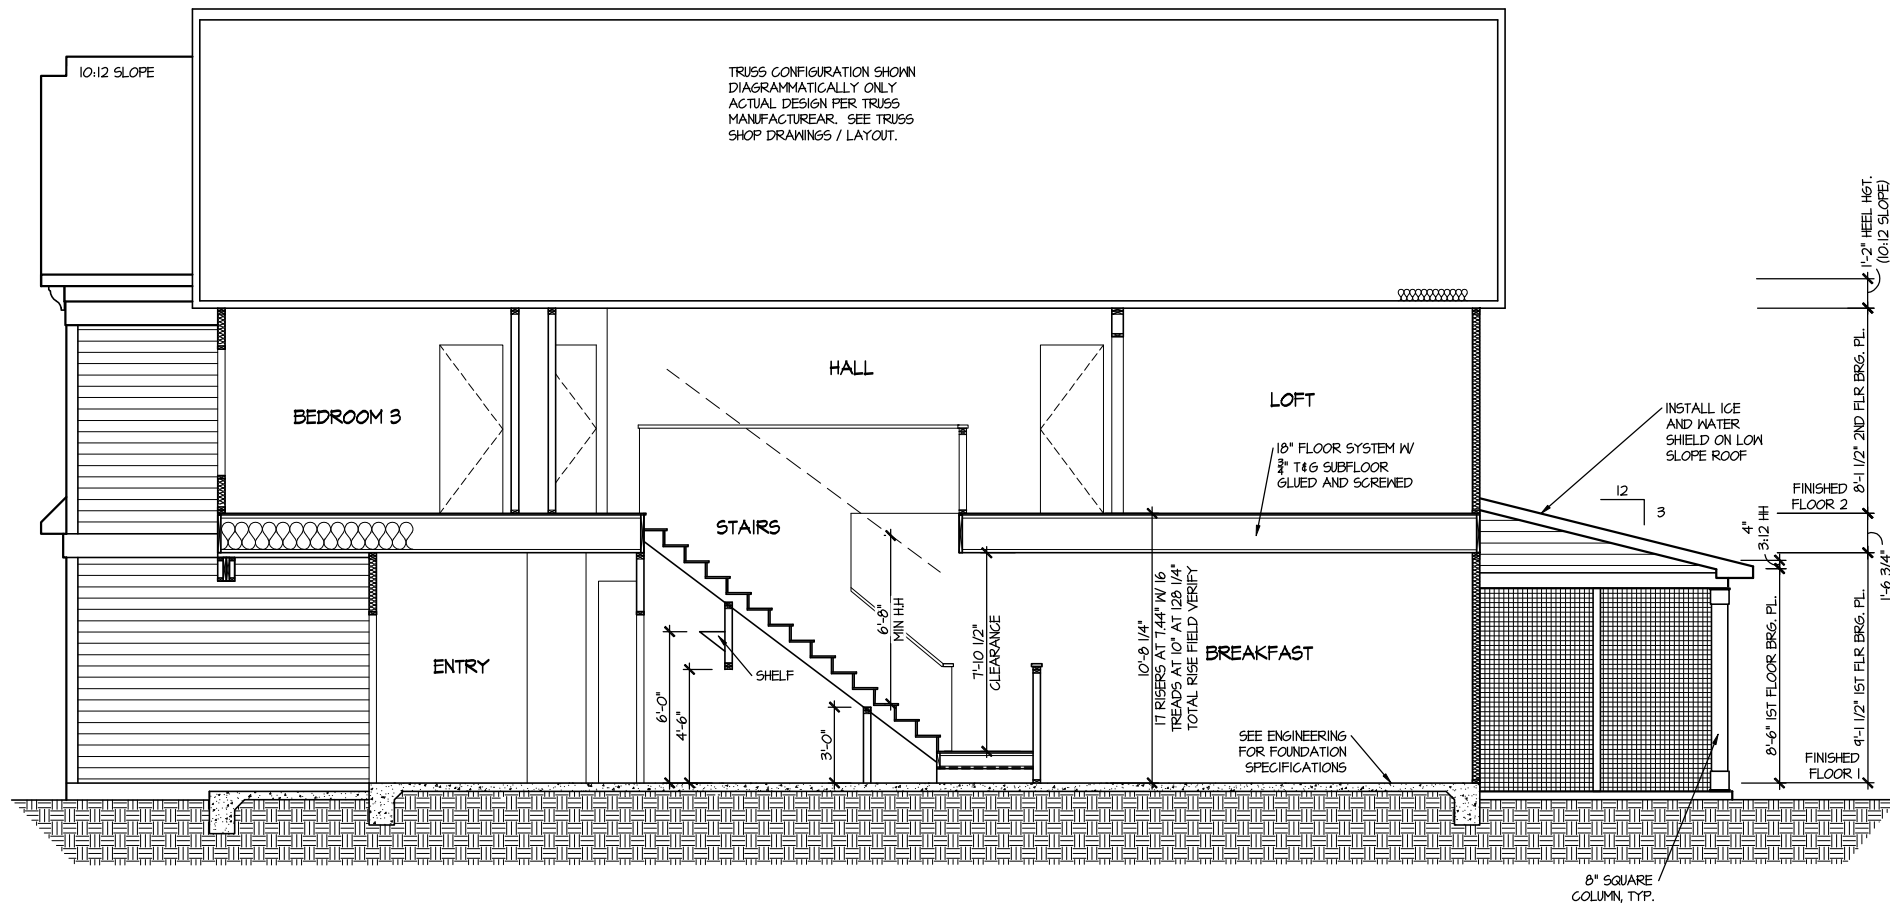 10:12 SLOPE
TRUSS CONFIGURATION SHOWN
DIAGRAMMATICALLY ONLY
ACTUAL DESIGN PER TRUSS
MANUFACTUREAR. SEE TRUSS
SHOP DRAWINGS / LAYOUT.
1'-2" HEEL HGT.
(10:12 SLOPE)
HALL
BEDROOM 3
LOFT
INSTALL ICE
AND WATER
SHIELD ON LOW
SLOPE ROOF
8'-1 1/2" 2ND FLR BRG. PL.
18" FLOOR SYSTEM W/
3/4" T&G SUBFLOOR
GLUED AND SCREWED
12
3
FINISHED
FLOOR 2
STAIRS
4"
3:12 HH
1'-6 3/4"
6'-8"
MIN H.H
7'-10 1/2"
CLEARANCE
10'-8 1/4"
17 RISERS AT 7.44" W/ 16
TREADS AT 10" AT 128 1/4"
TOTAL RISE FIELD VERIFY
BREAKFAST
ENTRY
SHELF
6'-0"
4'-6"
3'-0"
8'-6" 1ST FLOOR BRG. PL.
9'-1 1/2" 1ST FLR BRG. PL.
SEE ENGINEERING
FOR FOUNDATION
SPECIFICATIONS
FINISHED
FLOOR 1
8" SQUARE
COLUMN, TYP.